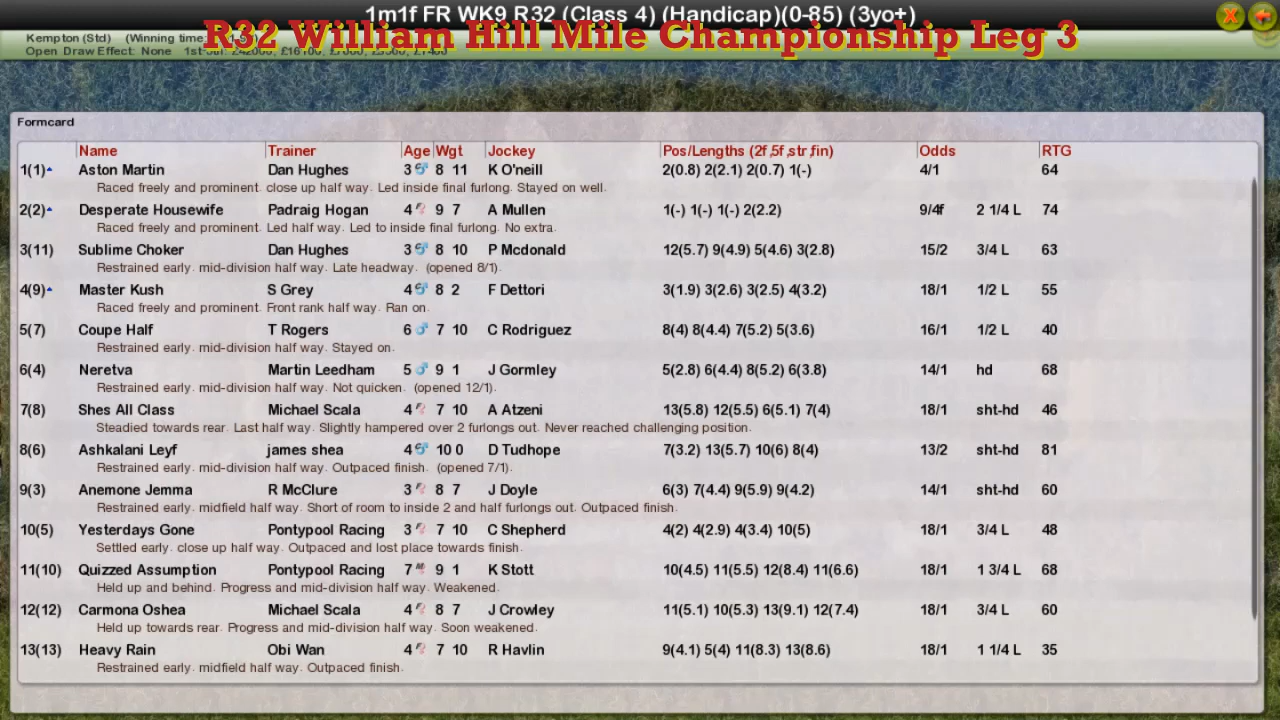 1m1f FR WK9 R32 (Class 4) (Handicap)(0-85) (3yo+)
R32 William Hill Mile Championship Leg 3
Kempton (Std) (Winning time:
Open Draw Effect: None
Formcard
Name Trainer Age Wgt Jockey Pos/Lengths (2f,5f,str,fin) Odds RTG
1(1) Aston Martin Dan Hughes 3 8 11 K O'neill 2(0.8) 2(2.1) 2(0.7) 1(-) 4/1 64
Raced freely and prominent. close up half way. Led inside final furlong. Stayed on well.
2(2) Desperate Housewife Padraig Hogan 4 9 7 A Mullen 1(-) 1(-) 1(-) 2(2.2) 9/4f 2 1/4 L 74
Raced freely and prominent. Led half way. Led to inside final furlong. No extra.
3(11) Sublime Choker Dan Hughes 3 8 10 P Mcdonald 12(5.7) 9(4.9) 5(4.6) 3(2.8) 15/2 3/4 L 63
Restrained early. mid-division half way. Late headway. (opened 8/1).
4(9) Master Kush S Grey 4 8 2 F Dettori 3(1.9) 3(2.6) 3(2.5) 4(3.2) 18/1 1/2 L 55
Raced freely and prominent. Front rank half way. Ran on.
5(7) Coupe Half T Rogers 6 7 10 C Rodriguez 8(4) 8(4.4) 7(5.2) 5(3.6) 16/1 1/2 L 40
Restrained early. mid-division half way. Stayed on.
6(4) Neretva Martin Leedham 5 9 1 J Gormley 5(2.8) 6(4.4) 8(5.2) 6(3.8) 14/1 hd 68
Restrained early. mid-division half way. Not quicken. (opened 12/1).
7(8) Shes All Class Michael Scala 4 7 10 A Atzeni 13(5.8) 12(5.5) 6(5.1) 7(4) 18/1 sht-hd 46
Steadied towards rear. Last half way. Slightly hampered over 2 furlongs out. Never reached challenging position.
8(6) Ashkalani Leyf james shea 4 10 0 D Tudhope 7(3.2) 13(5.7) 10(6) 8(4) 13/2 sht-hd 81
Restrained early. mid-division half way. Outpaced finish. (opened 7/1).
9(3) Anemone Jemma R McClure 3 8 7 J Doyle 6(3) 7(4.4) 9(5.9) 9(4.2) 14/1 sht-hd 60
Restrained early. midfield half way. Short of room to inside 2 and half furlongs out. Outpaced finish.
10(5) Yesterdays Gone Pontypool Racing 3 7 10 C Shepherd 4(2) 4(2.9) 4(3.4) 10(5) 18/1 3/4 L 48
Settled early. close up half way. Outpaced and lost place towards finish.
11(10) Quizzed Assumption Pontypool Racing 7 9 1 K Stott 10(4.5) 11(5.5) 12(8.4) 11(6.6) 18/1 1 3/4 L 68
Held up and behind. Progress and mid-division half way. Weakened.
12(12) Carmona Oshea Michael Scala 4 8 7 J Crowley 11(5.1) 10(5.3) 13(9.1) 12(7.4) 18/1 3/4 L 60
Held up towards rear. Progress and mid-division half way. Soon weakened.
13(13) Heavy Rain Obi Wan 4 7 10 R Havlin 9(4.1) 5(4) 11(8.3) 13(8.6) 18/1 1 1/4 L 35
Restrained early. midfield half way. Outpaced finish.